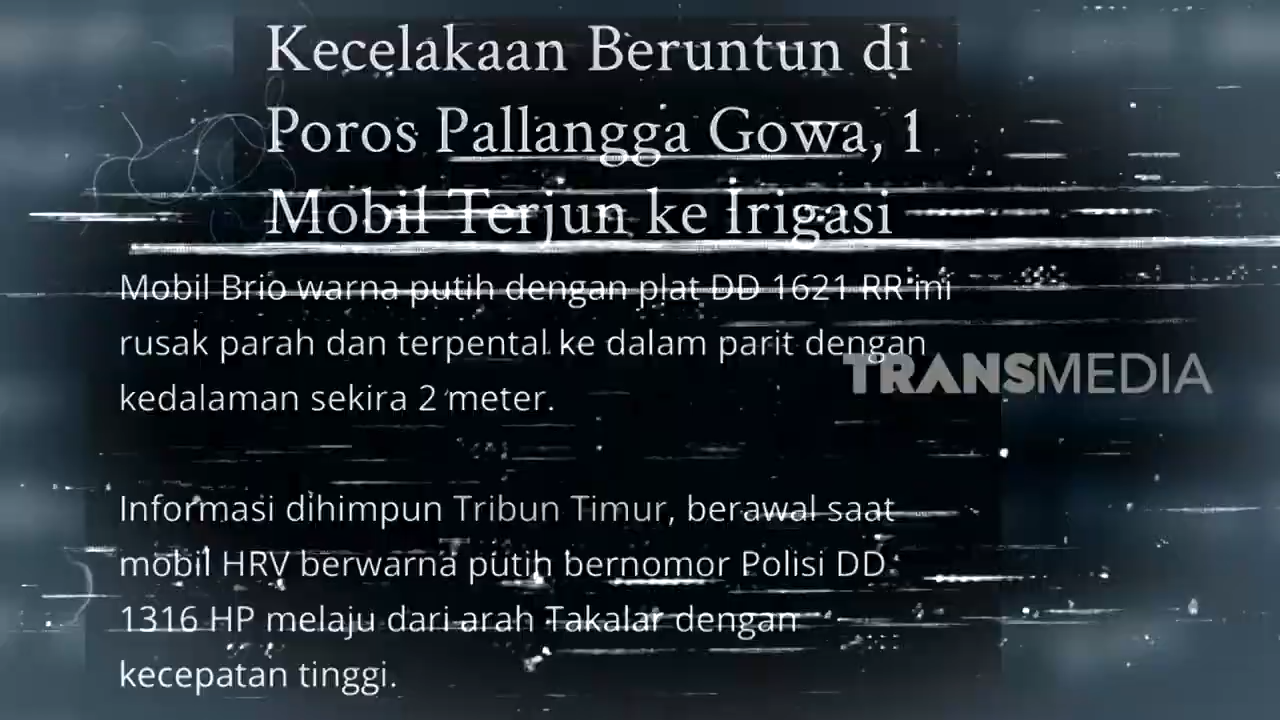 Kecelakaan Beruntun di
Poros Pallangga Gowa, 1
Mobil Terjun ke Irigasi
Mobil Brio warna putih dengan plat DD 1621 RR ini
rusak parah dan terpental ke dalam parit dengan
kedalaman sekira 2 meter.
TRANSMEDIA
Informasi dihimpun Tribun Timur, berawal saat
mobil HRV berwarna putih bernomor Polisi DD
1316 HP melaju dari arah Takalar dengan
kecepatan tinggi.